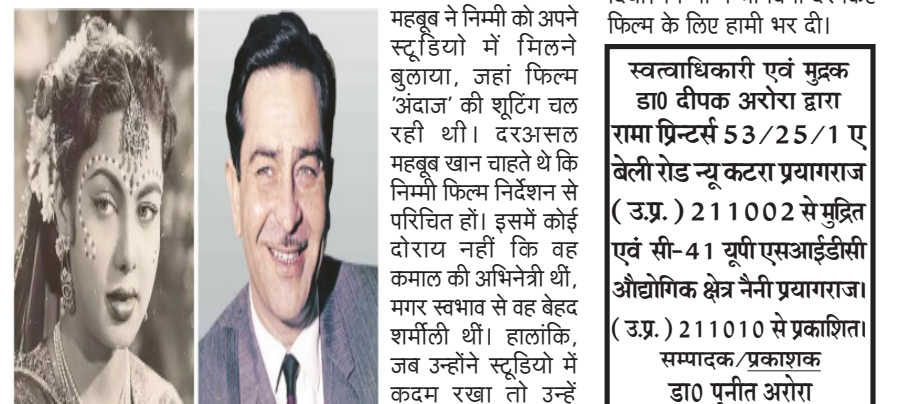 महबूब ने निम्मी को अपने
स्टूडियो में मिलने
बुलाया, जहां फिल्म
'अंदाज' की शूटिंग चल
रही थी। दरअसल
महबूब खान चाहते थे कि
निम्मी फिल्म निर्देशन से
परिचित हों। इसमें कोई
दोराय नहीं कि वह
कमाल की अभिनेत्री थीं,
मगर स्वभाव से वह बेहद
शर्मीली थीं। हालांकि,
जब उन्होंने स्टूडियो में
कदम रखा तो उन्हें
फिल्म के लिए हामी भर दी।
स्वत्वाधिकारी एवं मुद्रक
डा0 दीपक अरोरा द्वारा
रामा प्रिन्टर्स 53/25/1 ए
बेली रोड न्यू कटरा प्रयागराज
( उ.प्र. ) 211002 से मुद्रित
एवं सी-41 यूपीएसआईडीसी
औद्योगिक क्षेत्र नैनी प्रयागराज।
( उ.प्र. ) 211010 से प्रकाशित।
सम्पादक/प्रकाशक
डा0 पुनीत अरोरा